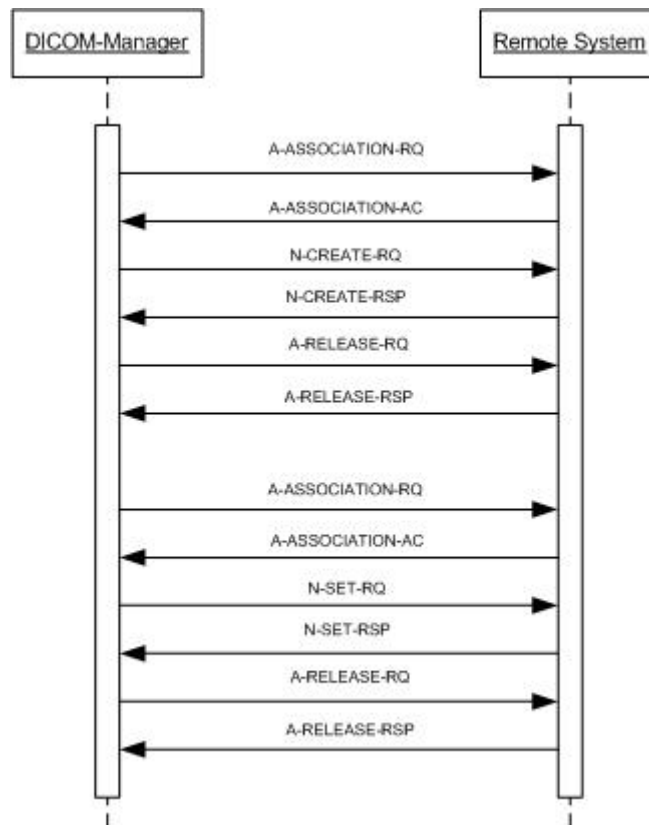 DICOM-Manager
Remote System
A-ASSOCIATION-RQ
A-ASSOCIATION-AC
N-CREATE-RQ
N-CREATE-RSP
A-RELEASE-RQ
A-RELEASE-RSP
A-ASSOCIATION-RQ
A-ASSOCIATION-AC
N-SET-RQ
N-SET-RSP
A-RELEASE-RQ
A-RELEASE-RSP